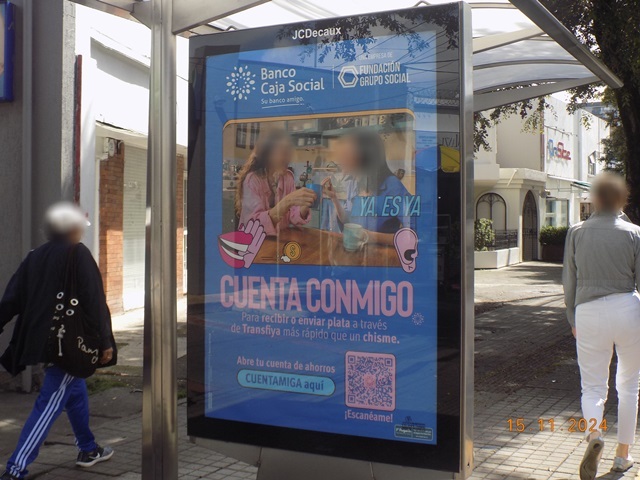 JCDecaux
Banco
Caja Social
Su banco amigo.
FUNDACIÓN
GRUPO SOCIAL
YA, ES YA
CUENTA CONMIGO
Para recibir o enviar plata a través
de Transfiya más rápido que un chisme.
Abre tu cuenta de ahorros
CUENTAMIGA aquí
¡Escanéame!
15.11.2024